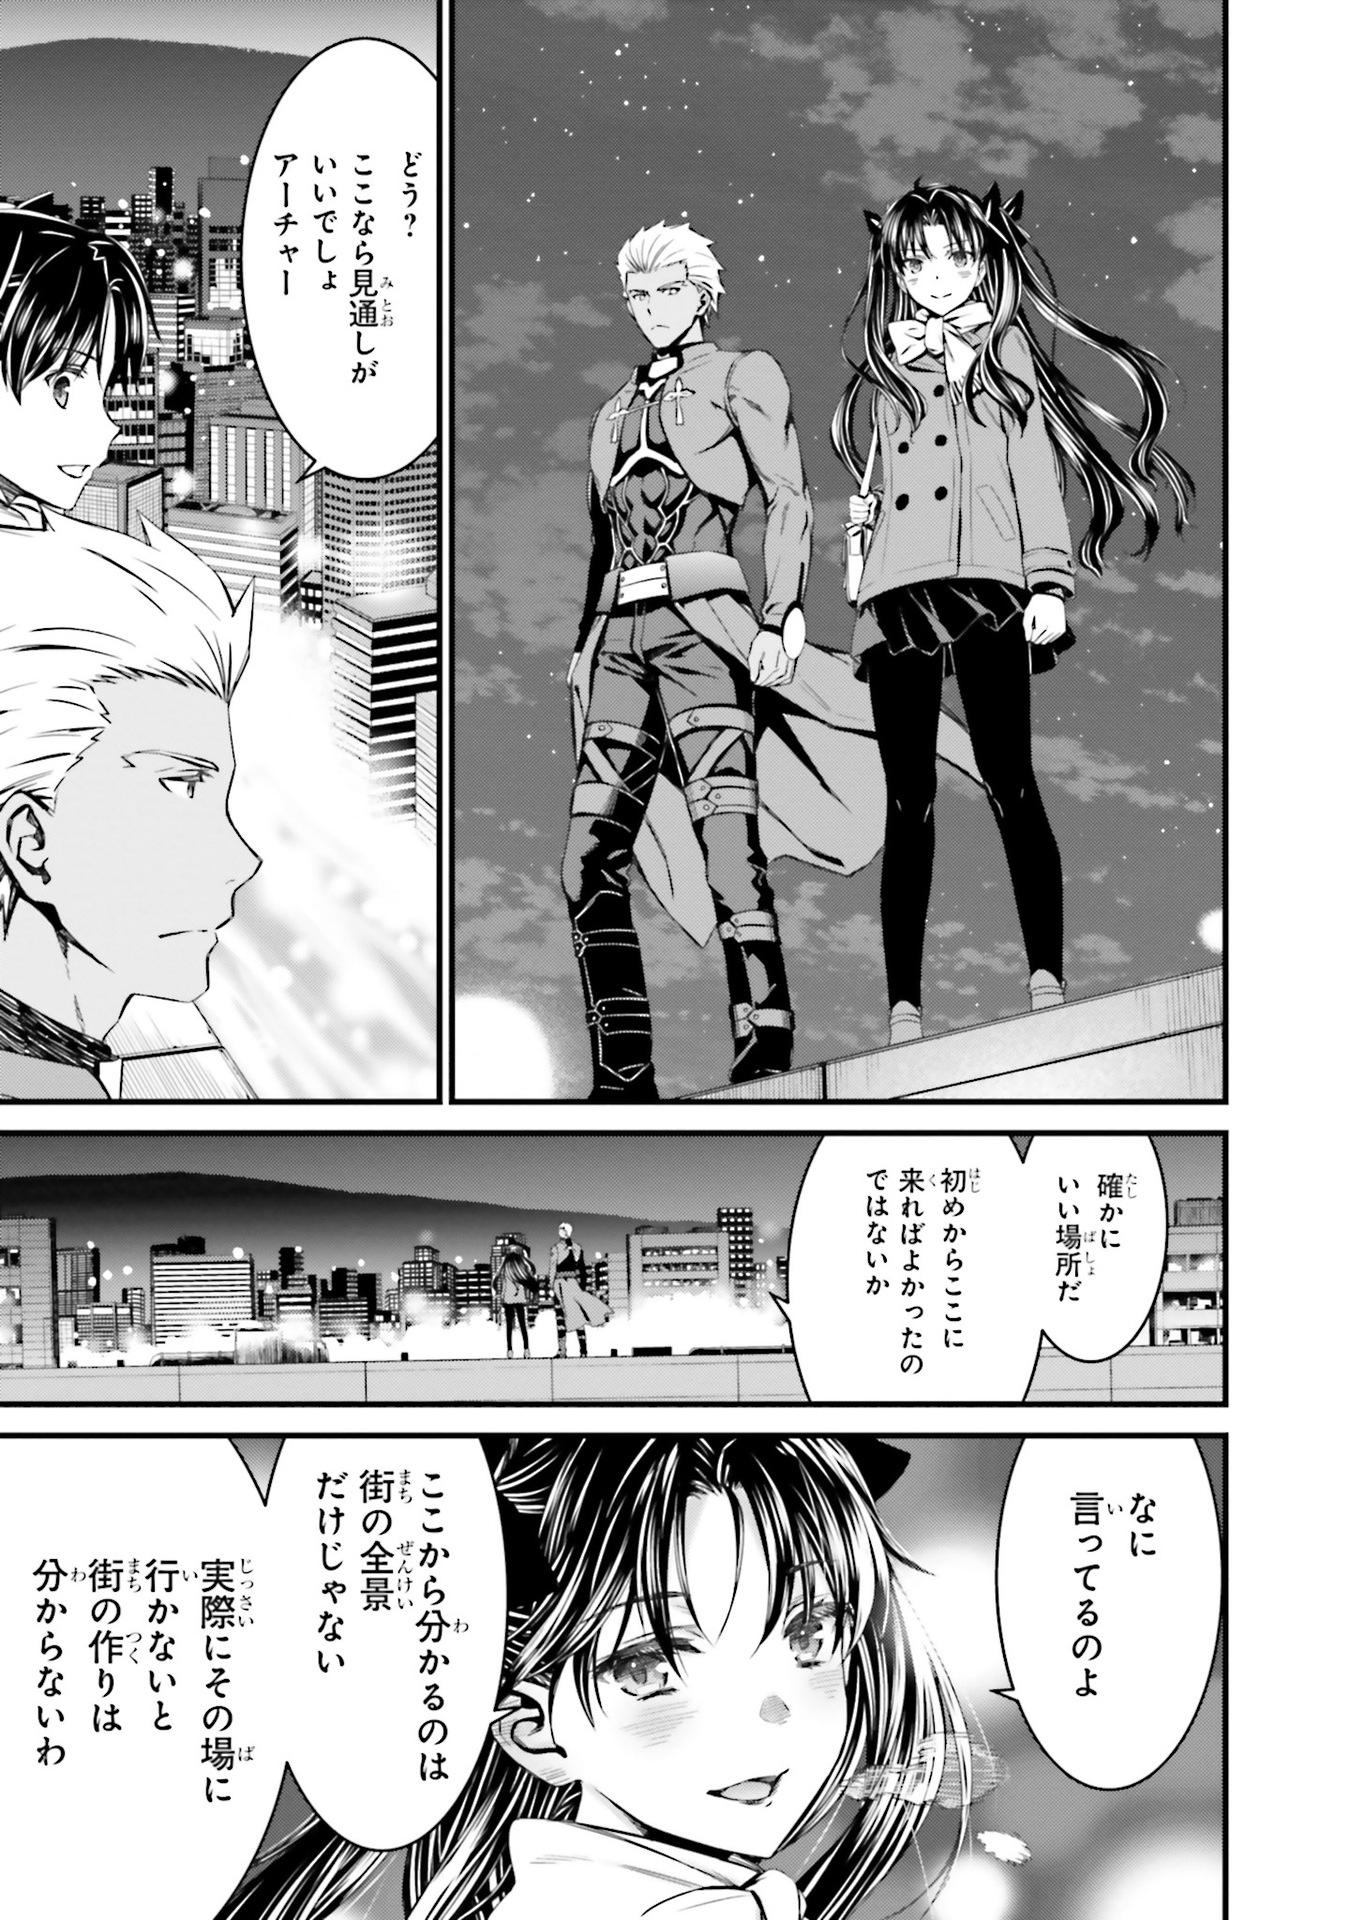 どう？
ここなら見通しが
いいでしょ
アーチャー
確かに
いい場所だ
初めからここに
来ればよかったの
ではないか
なに
言ってるのよ
ここから分かるのは
街の全景
だけじゃない
実際にその場に
行かないと
街の作りは
分からないわ